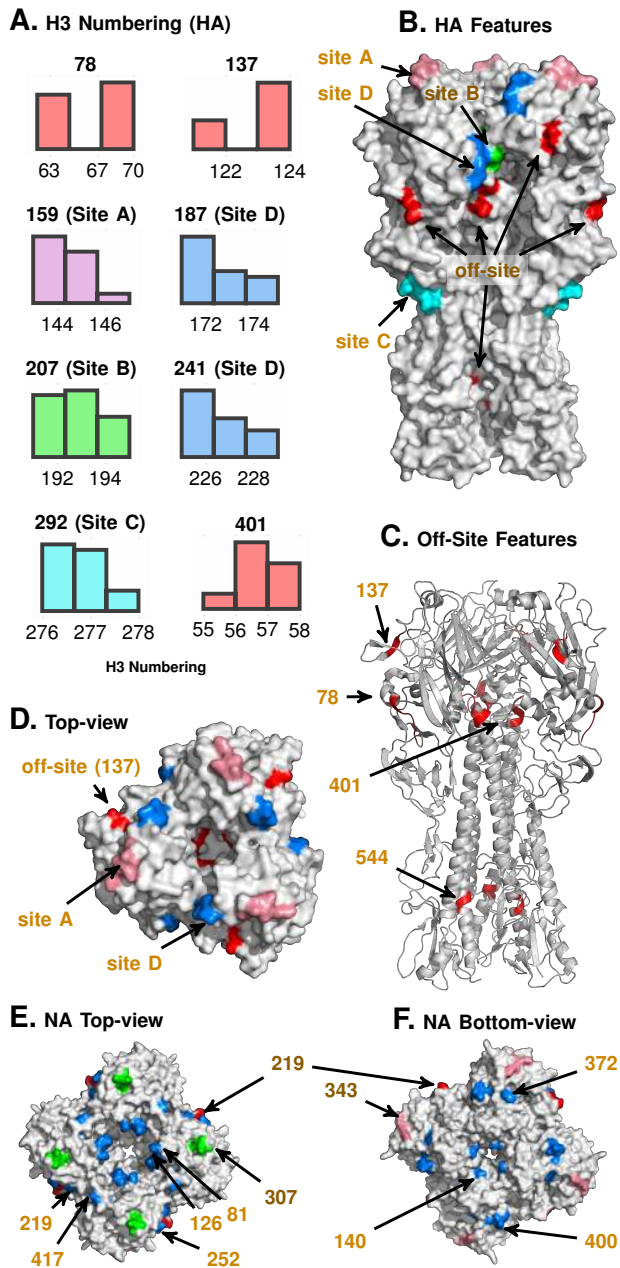 A. H3 Numbering (HA)
78
137
63 67 70
122 124
159 (Site A)
187 (Site D)
144 146
172 174
207 (Site B)
241 (Site D)
192 194
226 228
292 (Site C)
401
276 277 278
55 56 57 58
H3 Numbering
B. HA Features
site A
site D
site B
off-site
site C
C. Off-Site Features
137
78
401
544
D. Top-view
off-site (137)
site A
site D
E. NA Top-view
219
307
219
126
81
417
252
F. NA Bottom-view
343
372
140
400